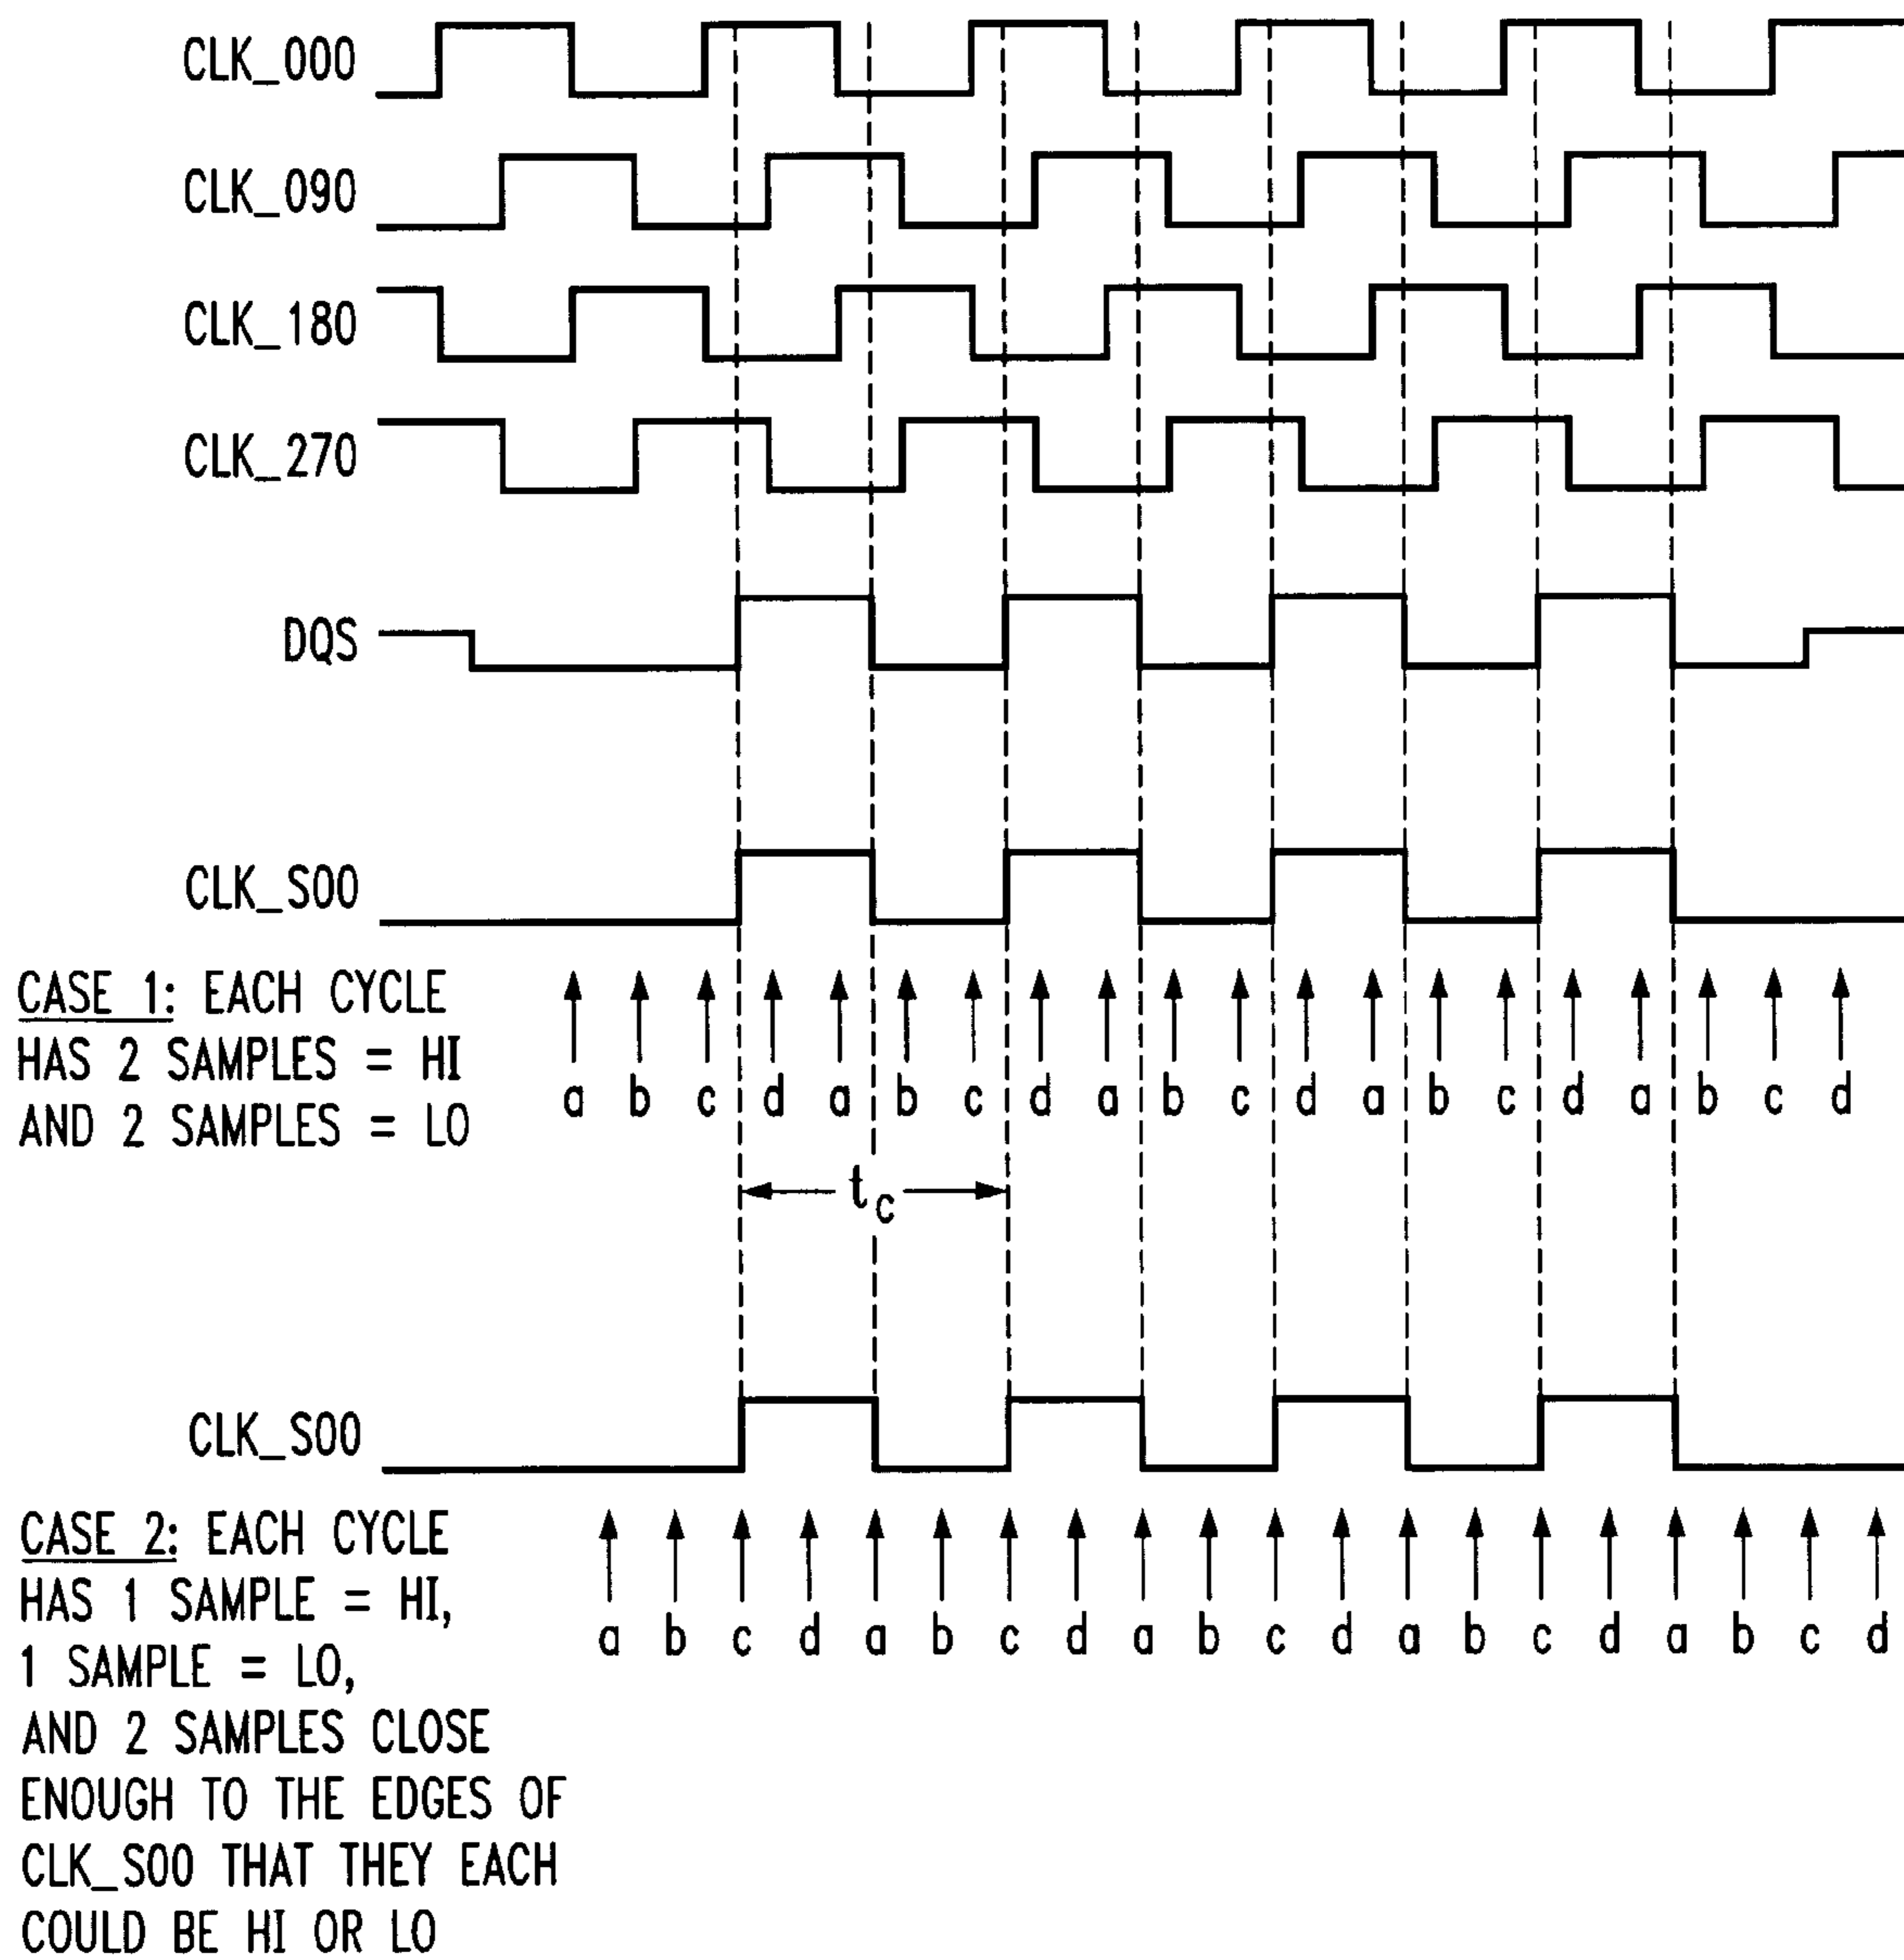 CLK_000
CLK_090
CLK_180
CLK_270
DQS
CLK_S00
CASE 1: EACH CYCLE
HAS 2 SAMPLES = HI
AND 2 SAMPLES = LO
a b c d a b c d a b c d a b c d a b c d
tc
CLK_S00
CASE 2: EACH CYCLE
HAS 1 SAMPLE = HI,
1 SAMPLE = LO,
AND 2 SAMPLES CLOSE
ENOUGH TO THE EDGES OF
CLK_S00 THAT THEY EACH
COULD BE HI OR LO
a b c d a b c d a b c d a b c d a b c d